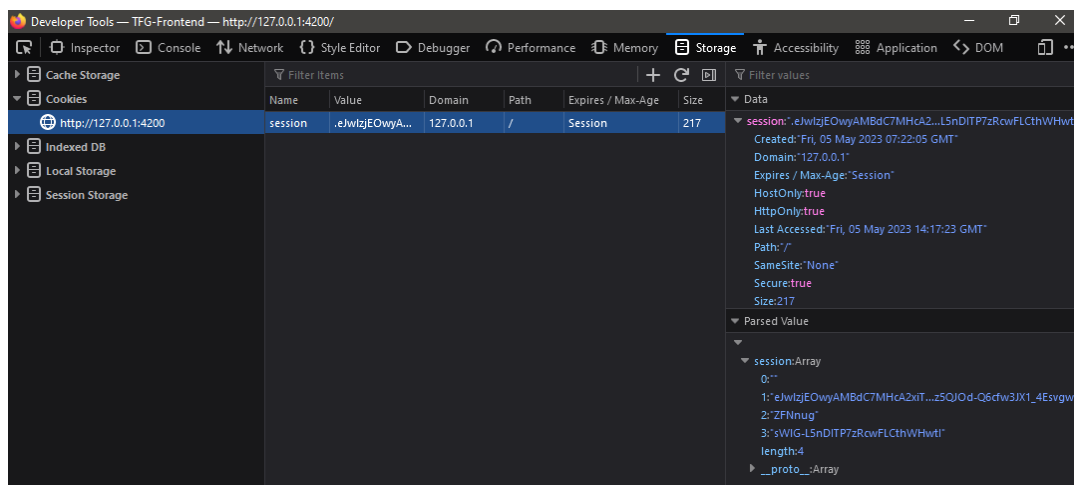 Developer Tools — TFG-Frontend — http://127.0.0.1:4200/
Inspector Console Network Style Editor Debugger Performance Memory Storage Accessibility Application DOM
Cache Storage
Cookies
http://127.0.0.1:4200
Indexed DB
Local Storage
Session Storage
Filter Items
Name Value Domain Path Expires / Max-Age Size
session .eJwlzjEOwyA... 127.0.0.1 / Session 217
Filter values
Data
session:".eJwlzjEOwyAMBdC7MHcA2...L5nDITP7zRcwFLCthWHwt
Created:"Fri, 05 May 2023 07:22:05 GMT"
Domain:"127.0.0.1"
Expires / Max-Age:"Session"
HostOnly:true
HttpOnly:true
Last Accessed:"Fri, 05 May 2023 14:17:23 GMT"
Path:"/"
SameSite:"None"
Secure:true
Size:217
Parsed Value
session:Array
0:""
1:"eJwlzjEOwyAMBdC7MHcA2xiT...z5QJOd-Q6cfw3JX1_4Esvgw
2:"ZFNnug"
3:"sWIG-L5nDITP7zRcwFLCthWHwtI"
length:4
__proto__:Array